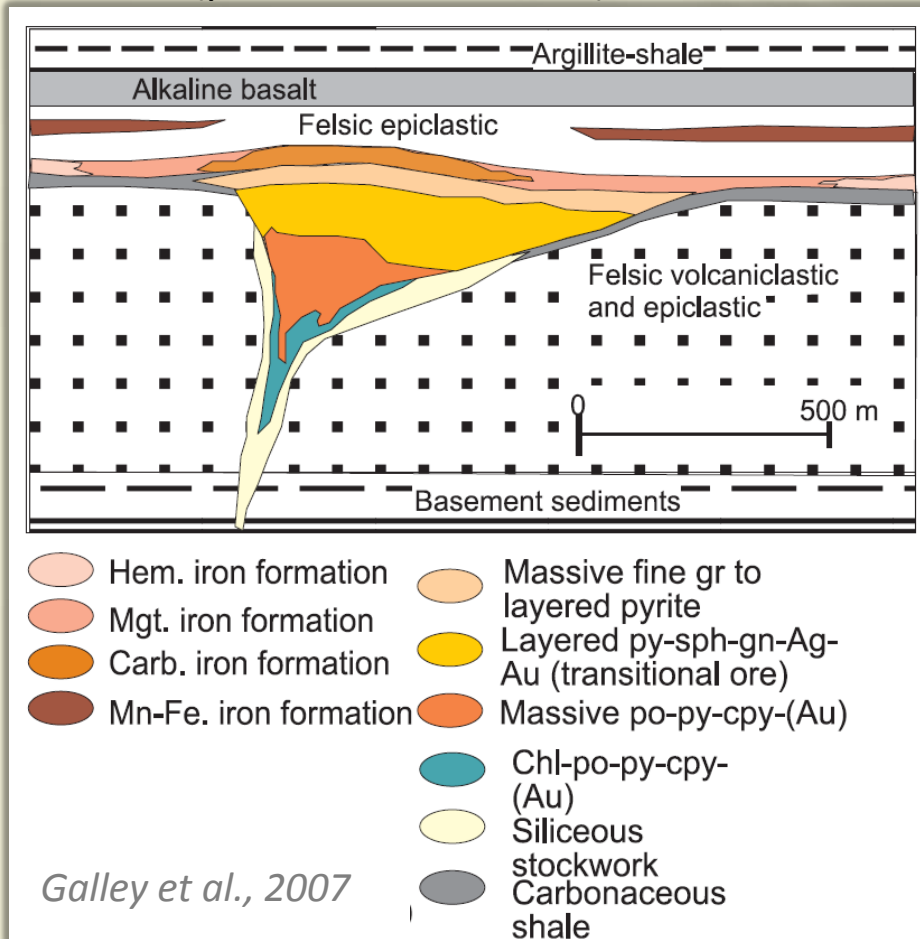 Argillite-shale
Alkaline basalt
Felsic epiclastic
Felsic volcaniclastic
and epiclastic
0
500 m
Basement sediments
Hem. iron formation
Mgt. iron formation
Carb. iron formation
Mn-Fe. iron formation
Massive fine gr to
layered pyrite
Layered py-sph-gn-Ag-
Au (transitional ore)
Massive po-py-cpy-(Au)
Chl-po-py-cpy-
(Au)
Siliceous
stockwork
Carbonaceous
shale
Galley et al., 2007